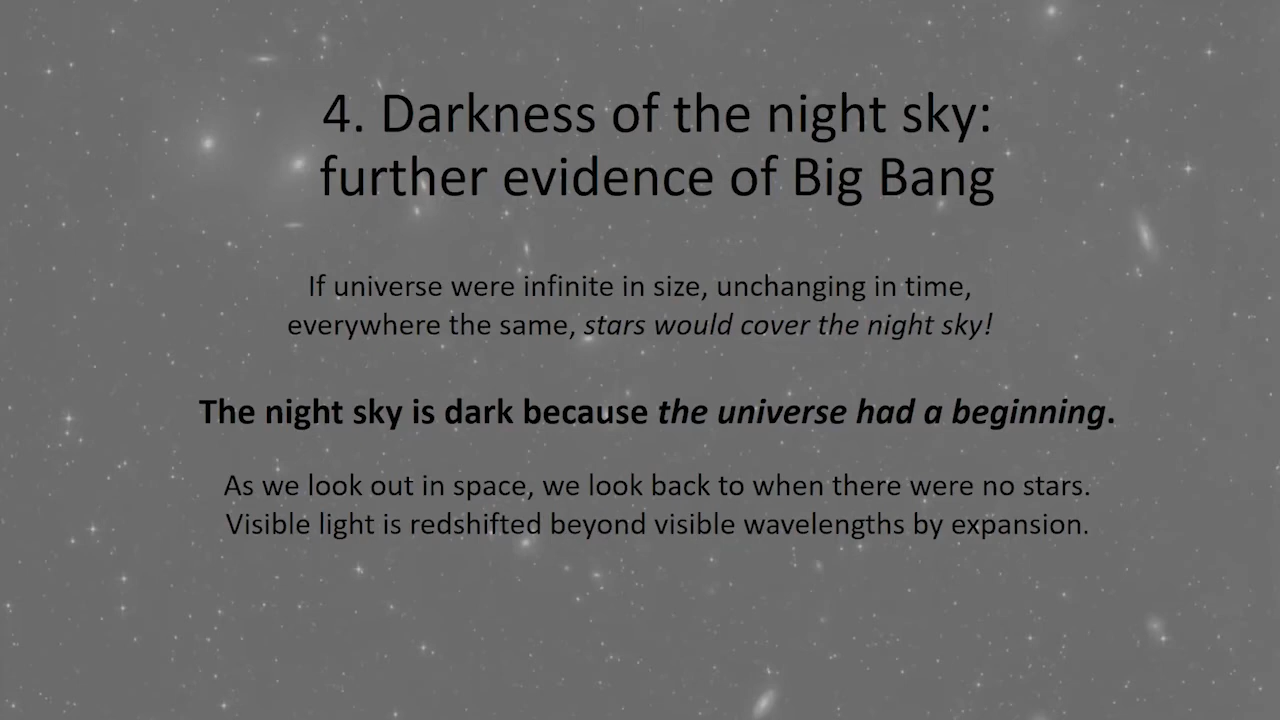 4. Darkness of the night sky:
further evidence of Big Bang
If universe were infinite in size, unchanging in time,
everywhere the same, stars would cover the night sky!
The night sky is dark because the universe had a beginning.
As we look out in space, we look back to when there were no stars.
Visible light is redshifted beyond visible wavelengths by expansion.